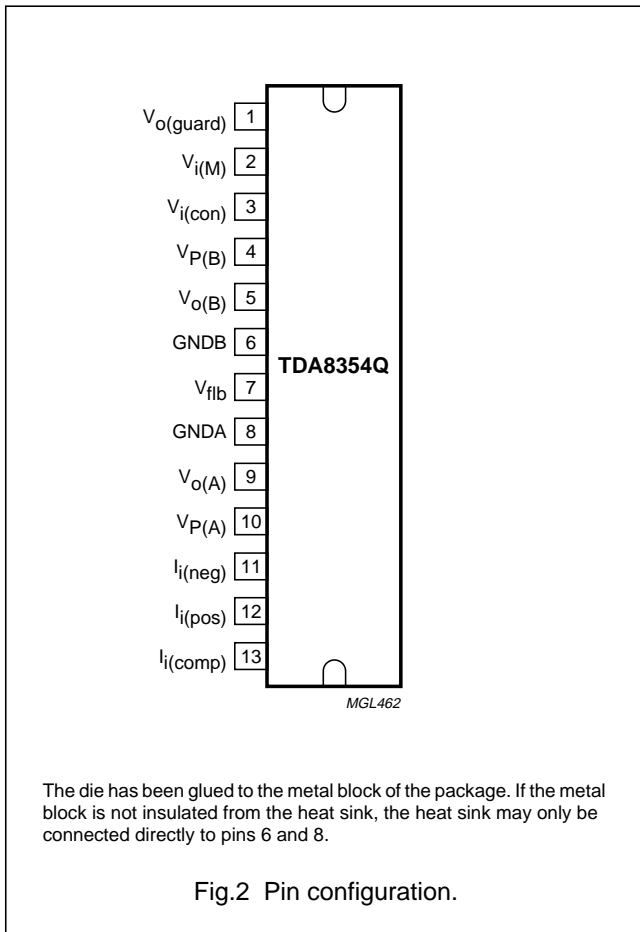 Vo(guard) 1
Vi(M) 2
Vi(con) 3
VP(B) 4
Vo(B) 5
GNDB 6
TDA8354Q
Vflb 7
GNDA 8
Vo(A) 9
VP(A) 10
Ii(neg) 11
Ii(pos) 12
Ii(comp) 13
MGL462
The die has been glued to the metal block of the package. If the metal
block is not insulated from the heat sink, the heat sink may only be
connected directly to pins 6 and 8.
Fig.2 Pin configuration.